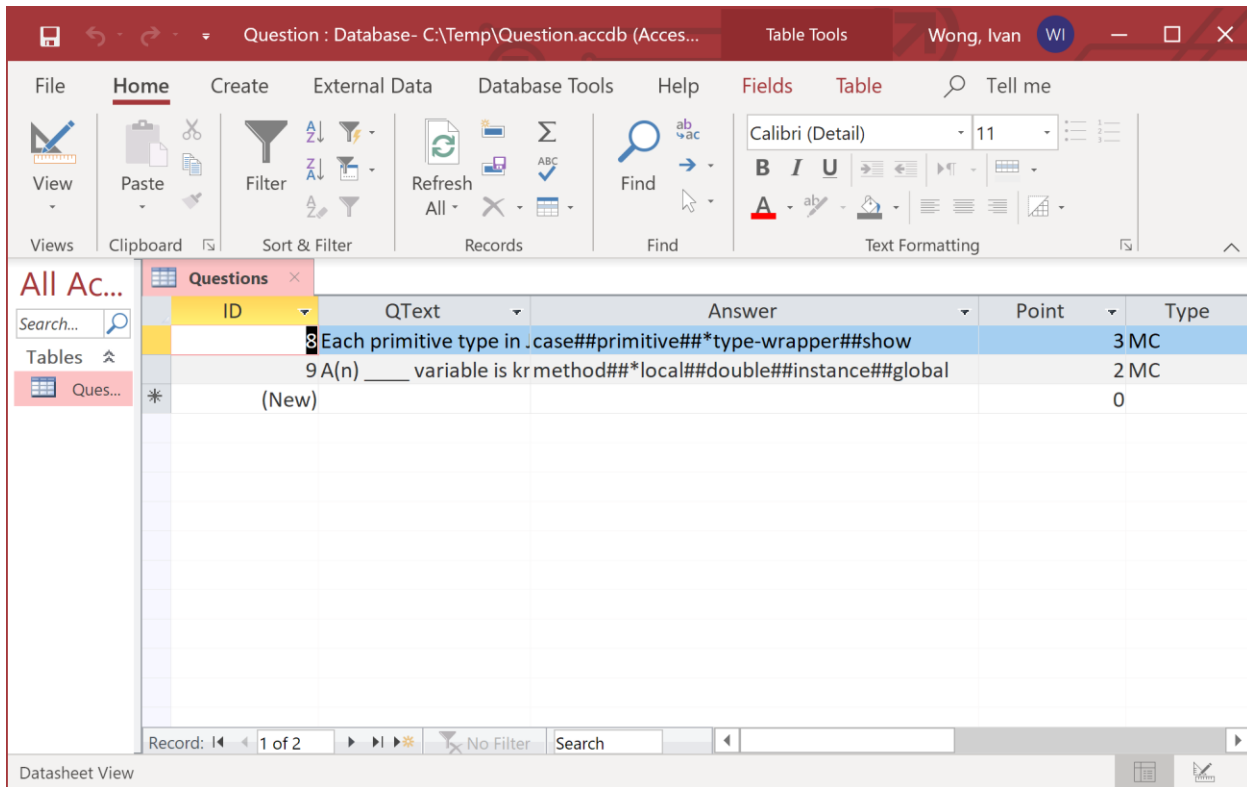 Question : Database- C:\Temp\Question.accdb (Acces... Table Tools Wong, Ivan WI
File Home Create External Data Database Tools Help Fields Table Tell me
View Paste Filter Refresh All Find Calibri (Detail) 11
B I U
Views Clipboard Sort & Filter Records Find Text Formatting
All Ac... Questions
Search... ID QText Answer Point Type
8 Each primitive type in J case##primitive##*type-wrapper##show 3 MC
Tables 9 A(n) ____ variable is kr method##*local##double##instance##global 2 MC
Ques... * (New) 0
Record: 1 of 2 No Filter Search
Datasheet View